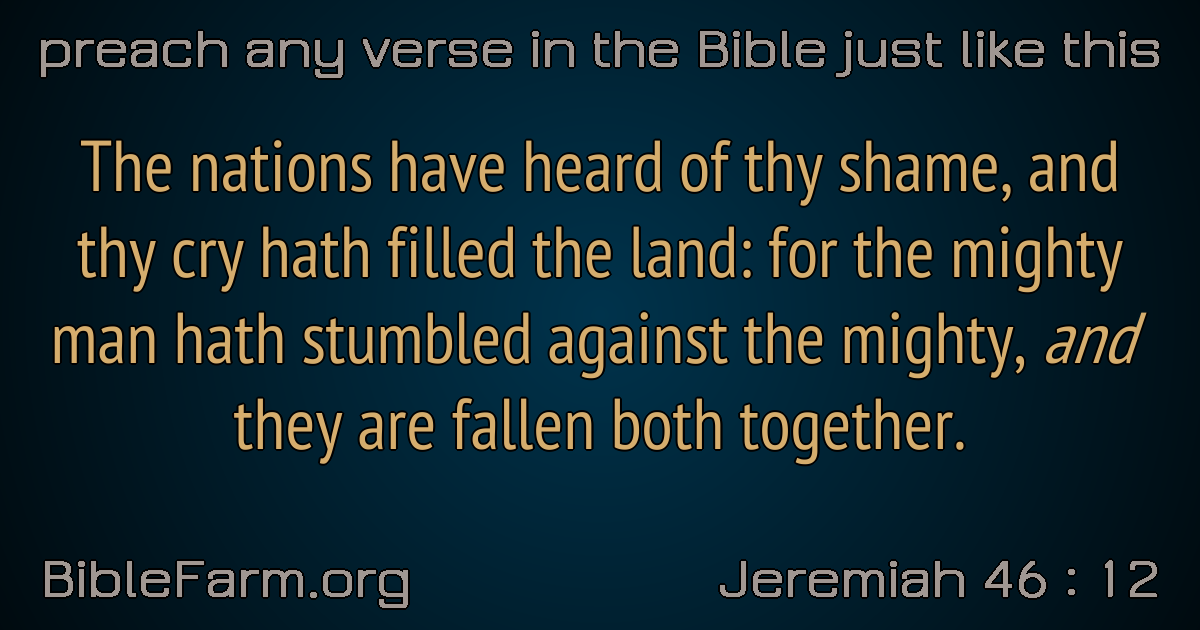 preach any verse in the Bible just like this
The nations have heard of thy shame, and
thy cry hath filled the land: for the mighty
man hath stumbled against the mighty, and
they are fallen both together.
BibleFarm.org
Jeremiah 46 : 12